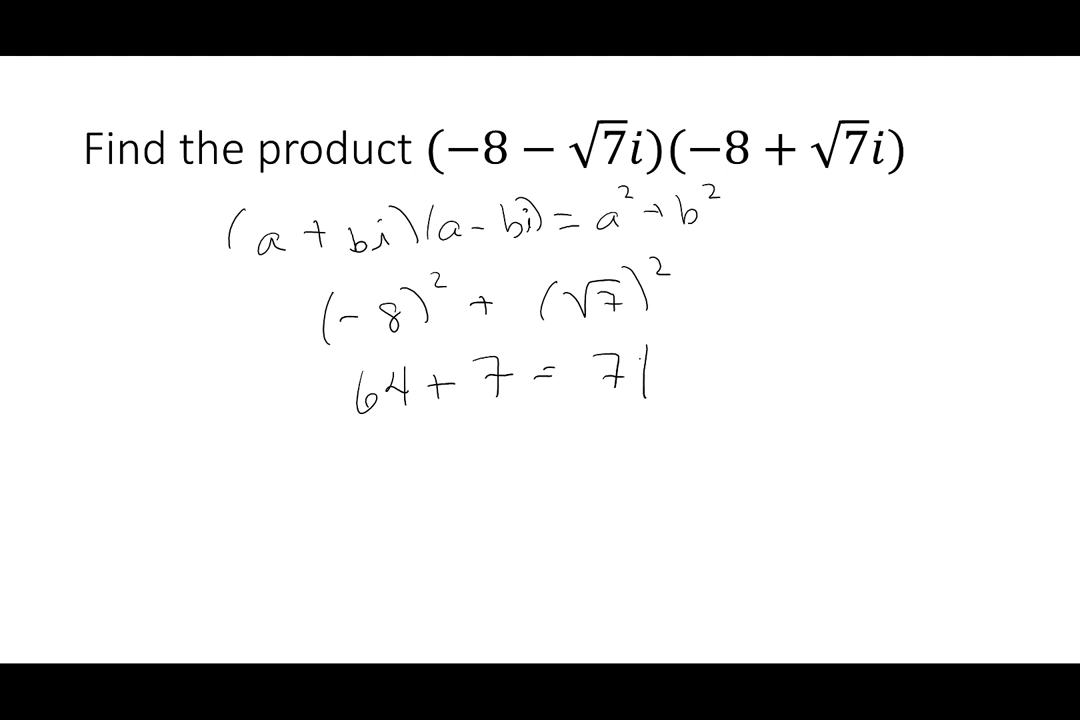 Find the product (−8 − √7i)(−8 + √7i)
(a + bi)(a - bi) = a² + b²
(-8)² + (√7)²
64 + 7 = 71